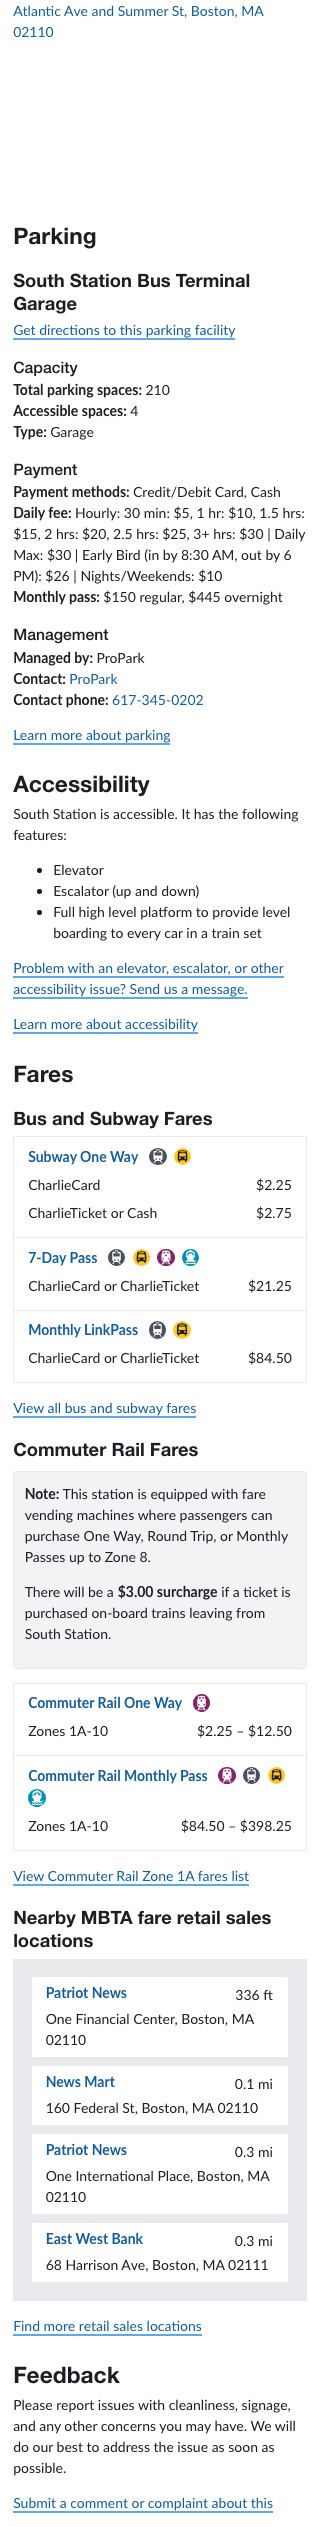 Atlantic Ave and Summer St, Boston, MA
02110
Parking
South Station Bus Terminal
Garage
Get directions to this parking facility
Capacity
Total parking spaces: 210
Accessible spaces: 4
Type: Garage
Payment
Payment methods: Credit/Debit Card, Cash
Daily fee: Hourly: 30 min: $5, 1 hr: $10, 1.5 hrs:
$15, 2 hrs: $20, 2.5 hrs: $25, 3+ hrs: $30 | Daily
Max: $30 | Early Bird (in by 8:30 AM, out by 6
PM): $26 | Nights/Weekends: $10
Monthly pass: $150 regular, $445 overnight
Management
Managed by: ProPark
Contact: ProPark
Contact phone: 617-345-0202
Learn more about parking
Accessibility
South Station is accessible. It has the following
features:
• Elevator
• Escalator (up and down)
• Full high level platform to provide level
boarding to every car in a train set
Problem with an elevator, escalator, or other
accessibility issue? Send us a message.
Learn more about accessibility
Fares
Bus and Subway Fares
Subway One Way
CharlieCard $2.25
CharlieTicket or Cash $2.75
7-Day Pass
CharlieCard or CharlieTicket $21.25
Monthly LinkPass
CharlieCard or CharlieTicket $84.50
View all bus and subway fares
Commuter Rail Fares
Note: This station is equipped with fare
vending machines where passengers can
purchase One Way, Round Trip, or Monthly
Passes up to Zone 8.
There will be a $3.00 surcharge if a ticket is
purchased on-board trains leaving from
South Station.
Commuter Rail One Way
Zones 1A-10 $2.25 – $12.50
Commuter Rail Monthly Pass
Zones 1A-10 $84.50 – $398.25
View Commuter Rail Zone 1A fares list
Nearby MBTA fare retail sales
locations
Patriot News 336 ft
One Financial Center, Boston, MA
02110
News Mart 0.1 mi
160 Federal St, Boston, MA 02110
Patriot News 0.3 mi
One International Place, Boston, MA
02110
East West Bank 0.3 mi
68 Harrison Ave, Boston, MA 02111
Find more retail sales locations
Feedback
Please report issues with cleanliness, signage,
and any other concerns you may have. We will
do our best to address the issue as soon as
possible.
Submit a comment or complaint about this